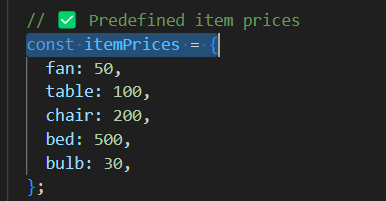 // ✅ Predefined item prices
const itemPrices = {
  fan: 50,
  table: 100,
  chair: 200,
  bed: 500,
  bulb: 30,
};